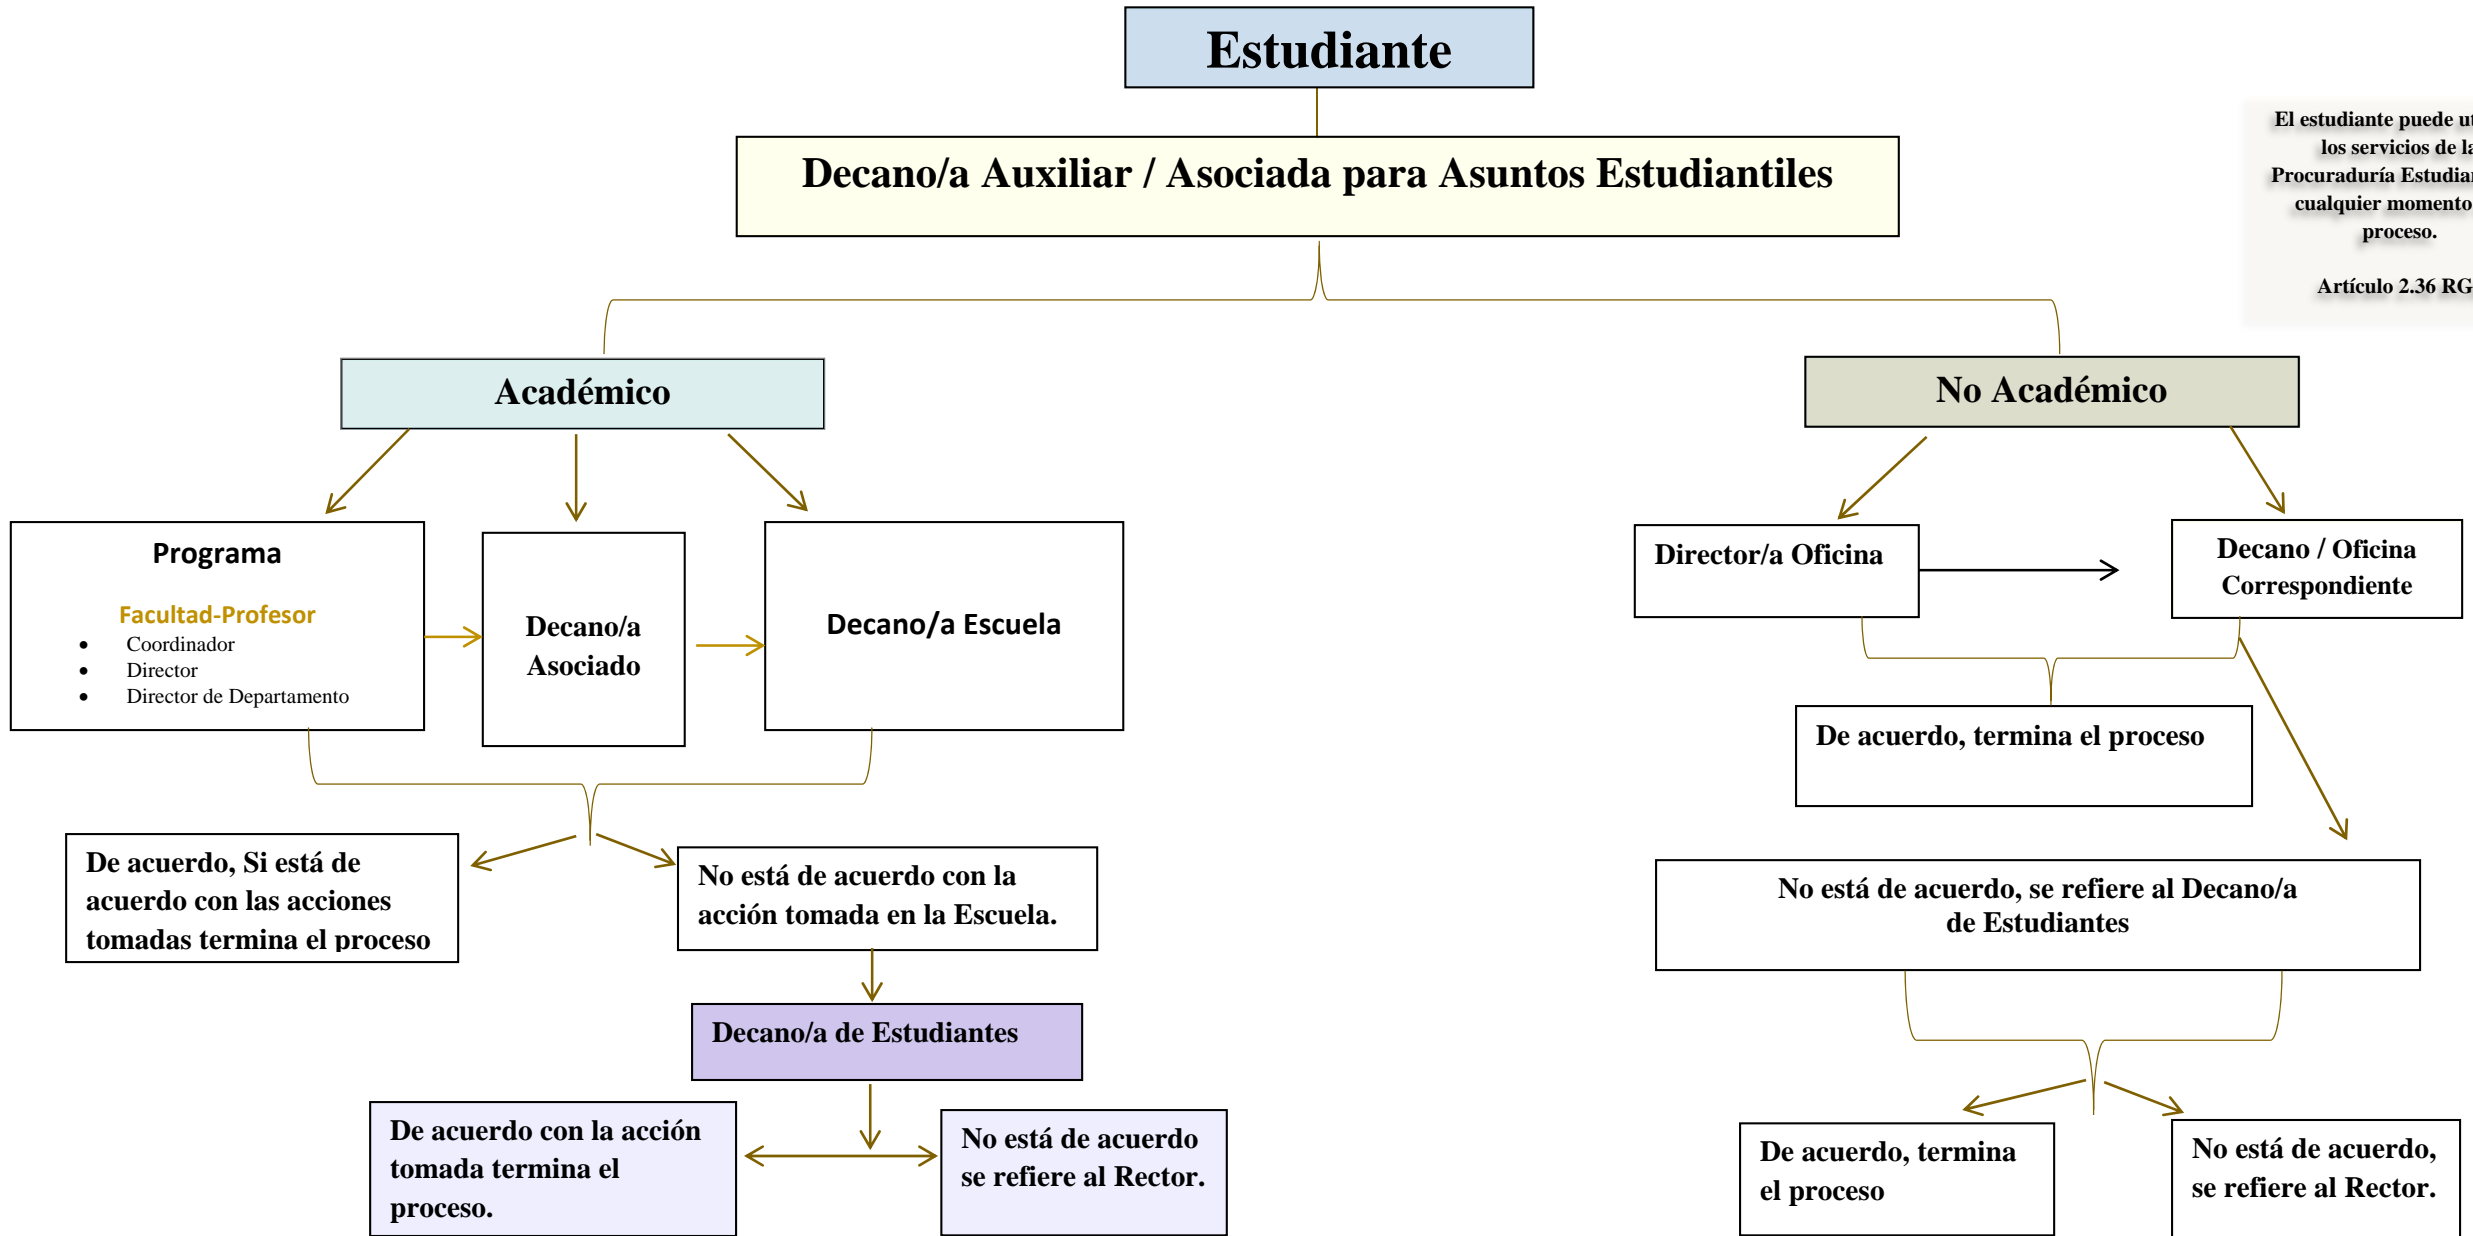 Estudiante
Decano/a Auxiliar / Asociada para Asuntos Estudiantiles
El estudiante puede
los servicios de
Procuraduría
cualquier momento
proceso.
Artículo 2.36
Académico
No Académico
Programa
Facultad-Profesor
• Coordinador
• Director
• Director de Departamento
Decano/a
Asociado
Decano/a Escuela
Director/a Oficina
Decano / Oficina
Correspondiente
De acuerdo, termina el proceso
De acuerdo, Si está de
acuerdo con las acciones
tomadas termina el proceso
No está de acuerdo con la
acción tomada en la Escuela.
No está de acuerdo, se refiere al Decano/a
de Estudiantes
Decano/a de Estudiantes
De acuerdo con la acción
tomada termina el
proceso.
No está de acuerdo
se refiere al Rector.
De acuerdo, termina
el proceso
No está de acuerdo,
se refiere al Rector.